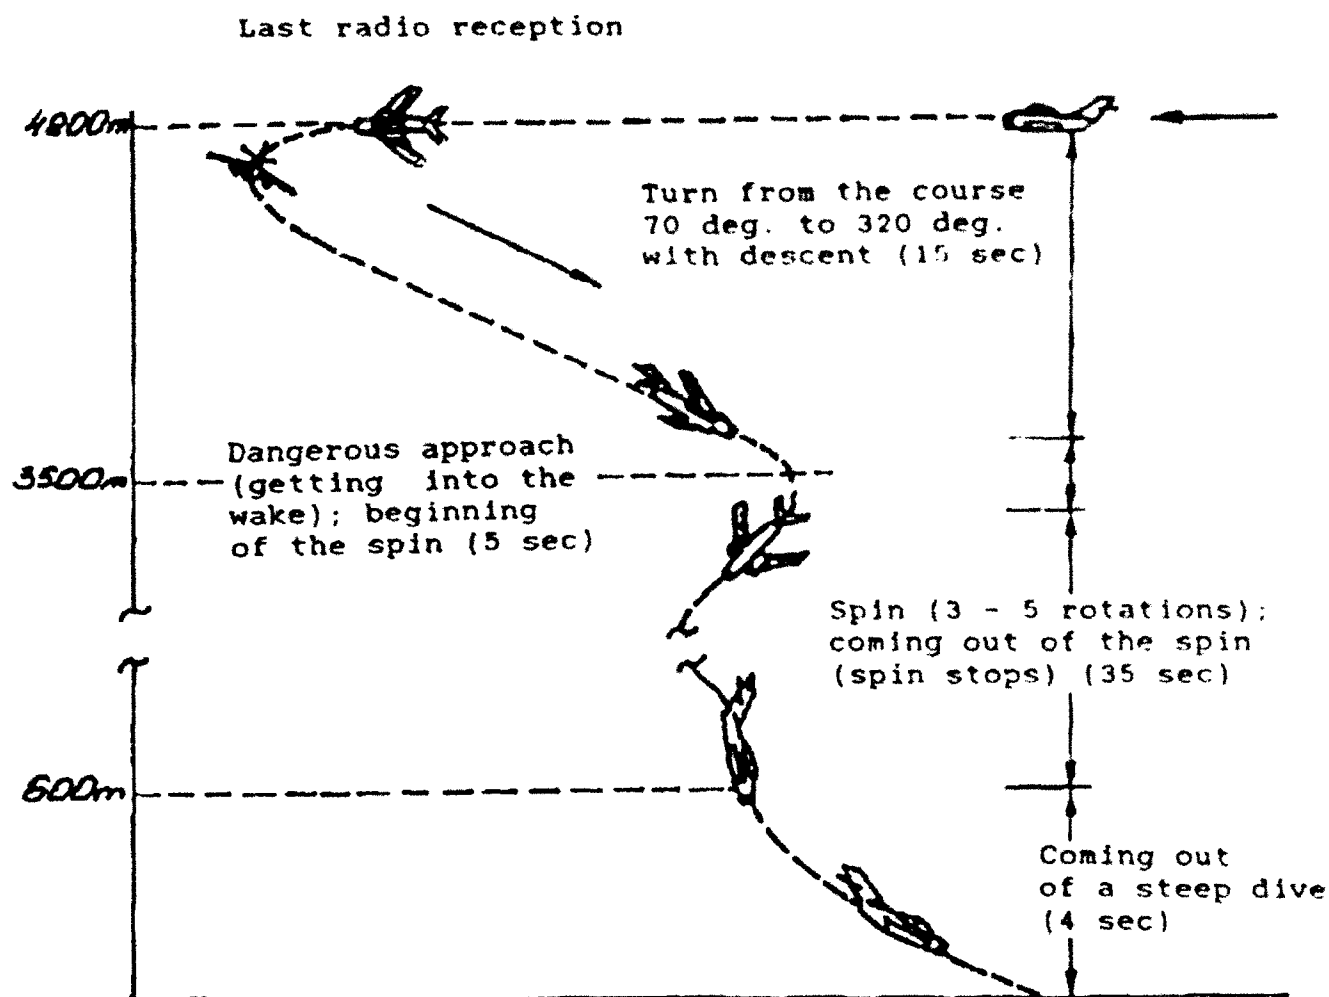 Last radio reception
4200m
Turn from the course
70 deg. to 320 deg.
with descent (15 sec)
Dangerous approach
3500m
(getting into the
wake); beginning
of the spin (5 sec)
Spin (3 - 5 rotations);
coming out of the spin
(spin stops) (35 sec)
600m
Coming out
of a steep dive
(4 sec)